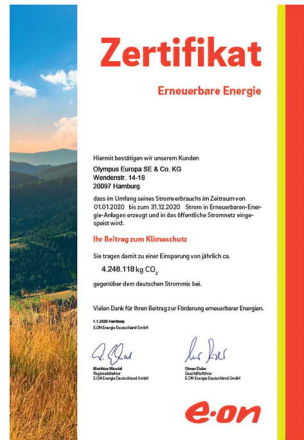 Zertifikat
Erneuerbare Energie
Hiermit bestätigen wir unserem Kunden
Olympus Europa SE & Co. KG
Wendenstr. 14-18
20097 Hamburg
dass im Umfang seines Stromverbrauchs im Zeitraum von
01.01.2020 bis zum 31.12.2020 Strom in Erneuerbaren-Ener-
gie-Anlagen erzeugt und in das öffentliche Stromnetz einge-
speist wird.
Ihr Beitrag zum Klimaschutz
Sie tragen damit zu einer Einsparung von jährlich ca.
4.248.118 kg CO₂
gegenüber dem deutschen Strommix bei.
Vielen Dank für Ihren Beitrag zur Förderung erneuerbarer Energien.
1.1.2020 Hamburg
E.ON Energie Deutschland GmbH
Matthias Wendel
Regionaldirektor
E.ON Energie Deutschland GmbH
Geschäftsführer
E.ON Energie Deutschland GmbH
e·on